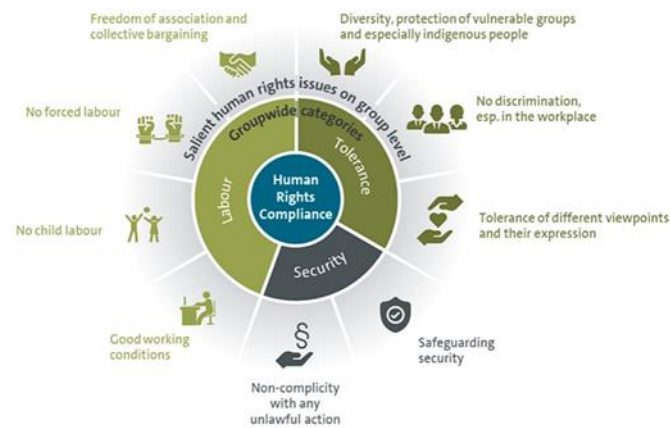 Freedom of association and
collective bargaining
Diversity, protection of vulnerable groups
and especially indigenous people
Salient human rights issues on group level
Groupwide categories
No forced labour
No discrimination,
esp. in the workplace
Labour
Tolerance
Human
Rights
Compliance
Security
No child labour
Tolerance of different viewpoints
and their expression
Good working
conditions
§
Safeguarding
security
Non-complicity
with any
unlawful action